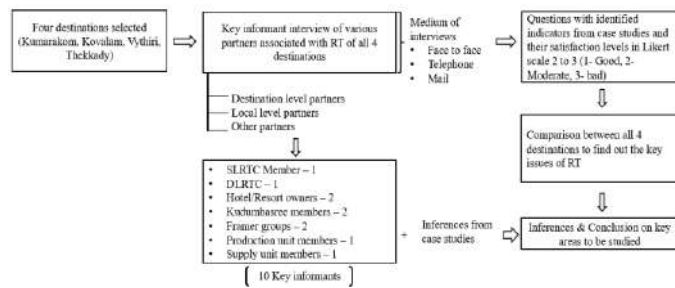 Four destinations selected
(Kumarakom, Kovalam, Vythiri,
Thekkady)
Key informant interview of various
partners associated with RT of all 4
destinations
Medium of
interviews
• Face to face
• Telephone
• Mail
Questions with identified
indicators from case studies and
their satisfaction levels in Likert
scale 2 to 3 (1- Good, 2-
Moderate, 3- bad)
Destination level partners
Local level partners
Other partners
Comparison between all 4
destinations to find out the key
issues of RT
• SLRTC Member – 1
• DLRTC – 1
• Hotel/Resort owners – 2
• Kudumbasree members – 2
• Framer groups – 2
• Production unit members – 1
• Supply unit members – 1
+ Inferences from
case studies
Inferences & Conclusion on key
areas to be studied
[ 10 Key informants ]